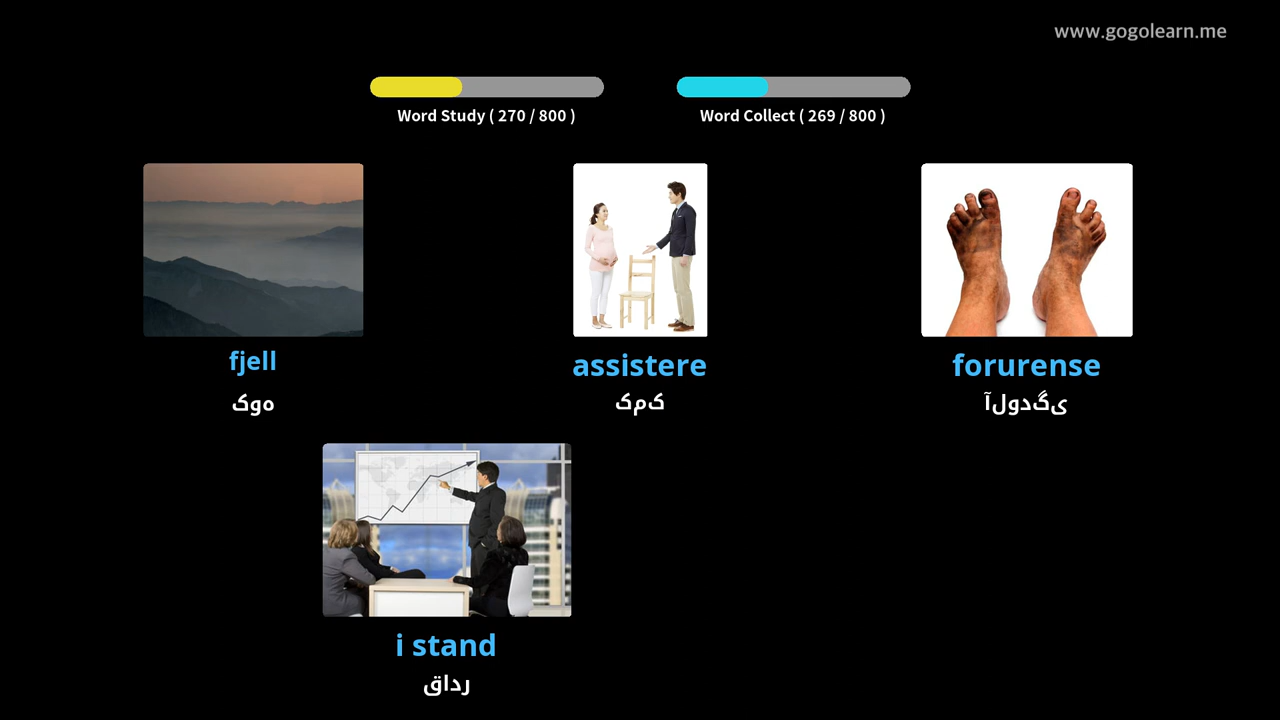 www.gogolearn.me
Word Study ( 270 / 800 )
Word Collect ( 269 / 800 )
fjell
کوه
assistere
کمک
forurense
آلودگی
i stand
قادر